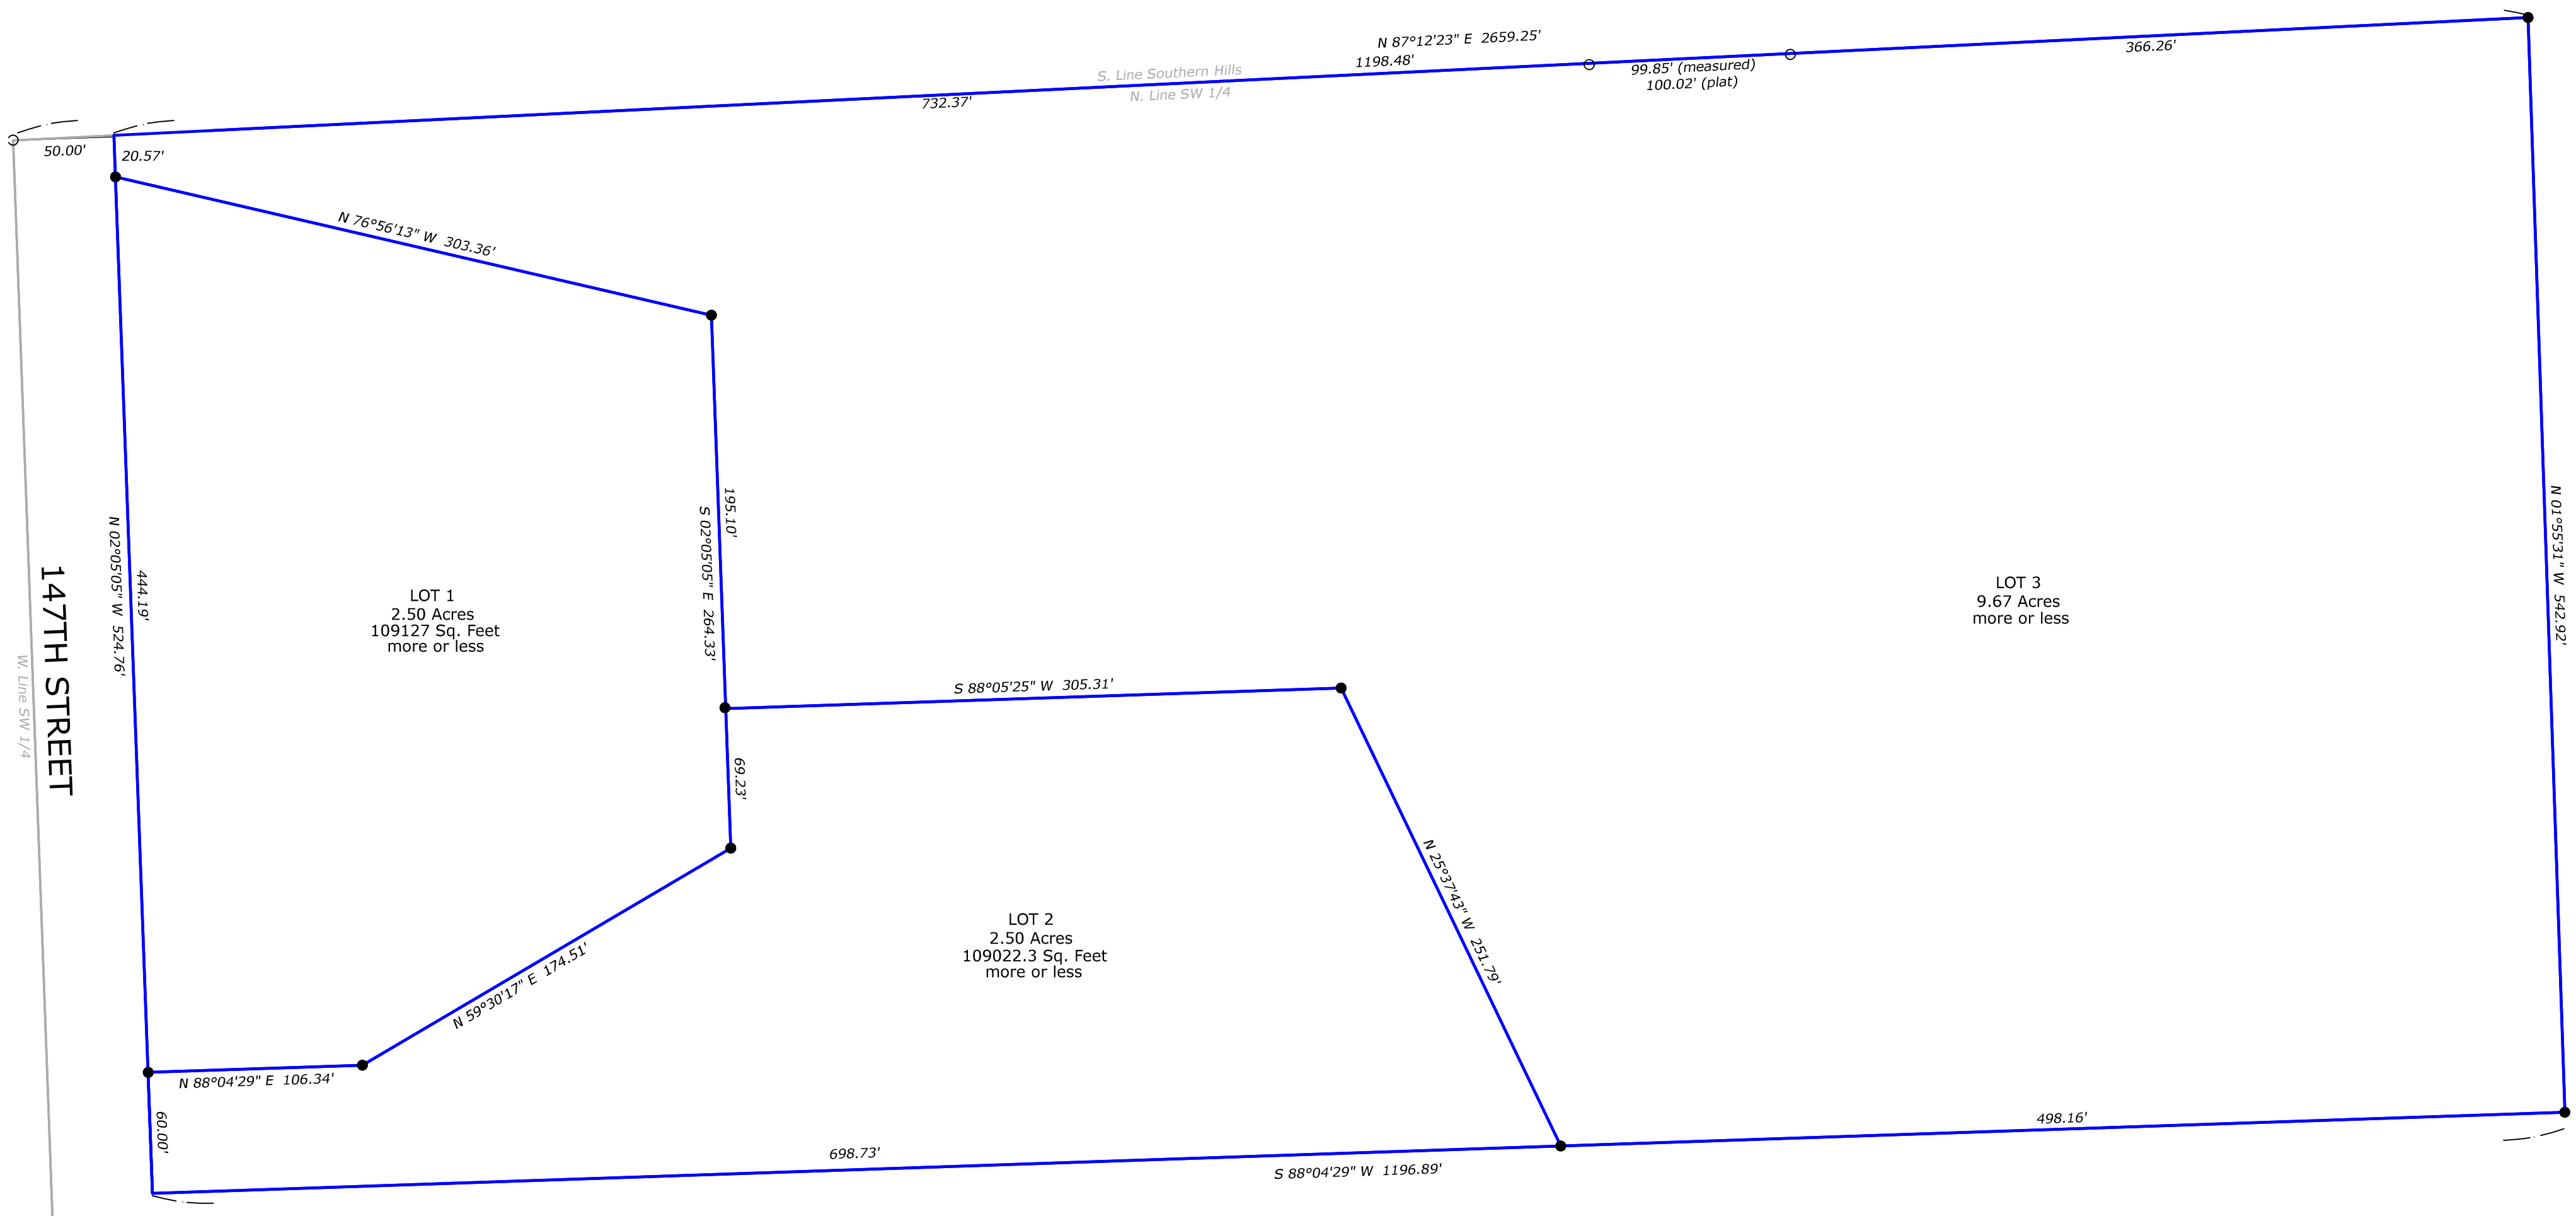 N 87°12'23" E 2659.25'
1198.48'
366.26'
S. Line Southern Hills
N. Line SW 1/4
99.85' (measured)
100.02' (plat)
732.37'
50.00'
20.57'
N 76°56'13" W 303.36'
195.10'
S 02°05'05" E 264.33'
N 02°05'05" W 524.76'
444.19'
147TH STREET
W. Line SW 1/4
LOT 1
2.50 Acres
109127 Sq. Feet
more or less
LOT 3
9.67 Acres
more or less
N 01°55'31" W 542.92'
S 88°05'25" W 305.31'
69.23'
N 25°37'43" W 251.79'
LOT 2
2.50 Acres
109022.3 Sq. Feet
more or less
N 59°30'17" E 174.51'
N 88°04'29" E 106.34'
60.00'
698.73'
498.16'
S 88°04'29" W 1196.89'